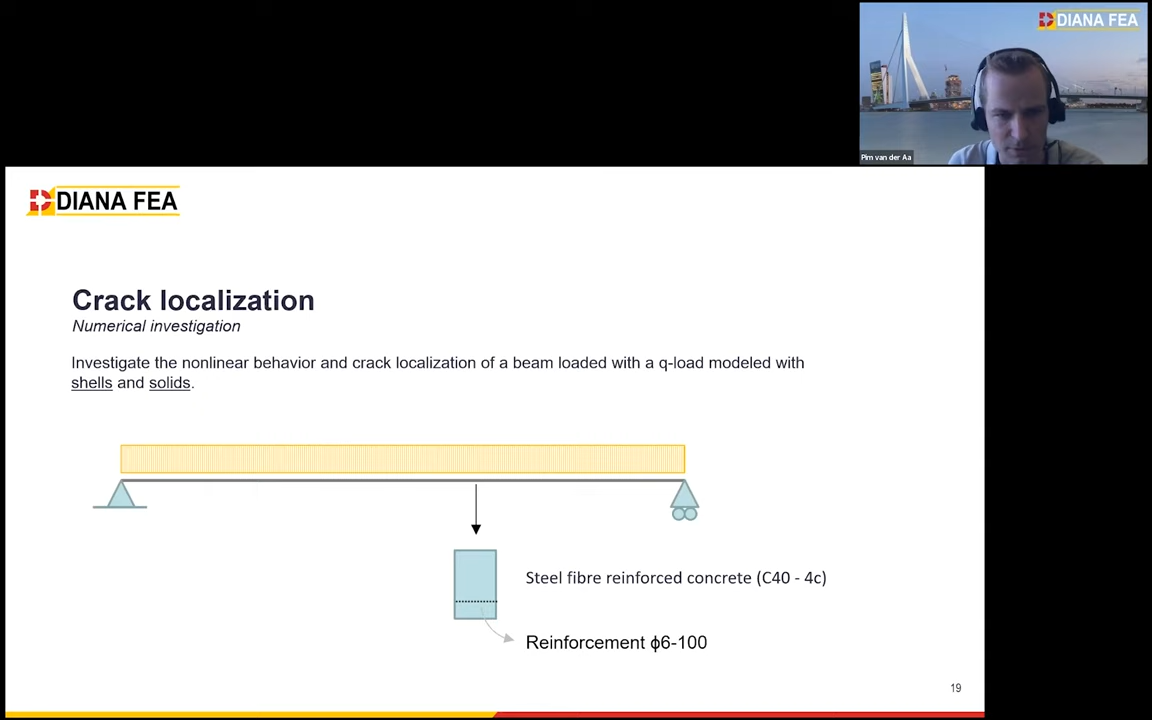 DIANA FEA
Pim van der Aa
DIANA FEA
Crack localization
Numerical investigation
Investigate the nonlinear behavior and crack localization of a beam loaded with a q-load modeled with
shells and solids.
Steel fibre reinforced concrete (C40 - 4c)
Reinforcement ϕ6-100
19